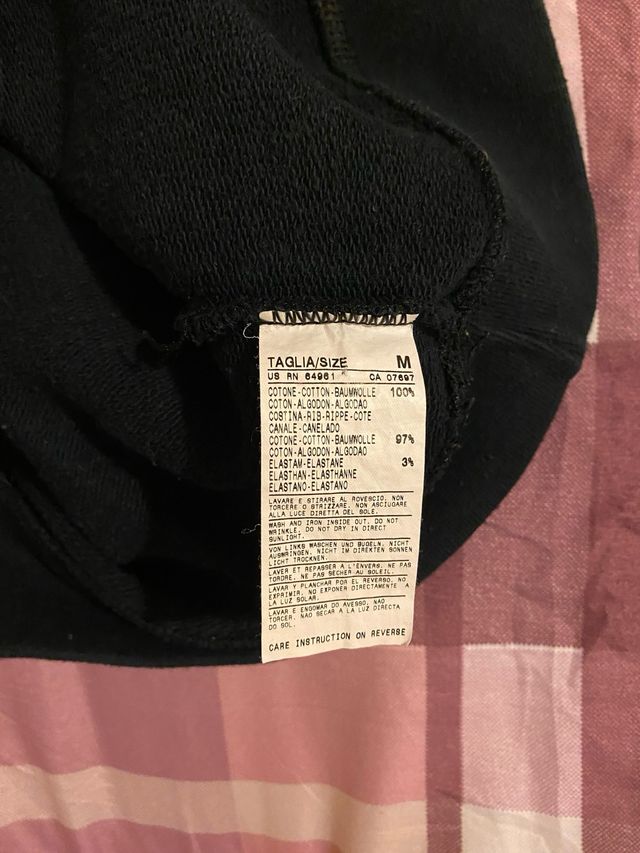 TAGLIA/SIZE M
US RN 64961 CA 07697
COTONE-COTTON-BAUMWOLLE 100%
COTON-ALGODON-ALGODAO
COSTINA-RIB-RIPPE-COTE
CANALE-CANELADO
COTONE-COTTON-BAUMWOLLE 97%
COTON-ALGODON-ALGODAO
ELASTAM-ELASTANE 3%
ELASTHAN-ELASTHANNE
ELASTANO-ELASTANO
LAVARE E STIRARE AL ROVESCIO, NON
TORCERE O STRIZZARE. NON ASCIUGARE
ALLA LUCE DIRETTA DEL SOLE.
WASH AND IRON INSIDE OUT. DO NOT
WRINKLE, DO NOT DRY IN DIRECT
SUNLIGHT.
VON LINKS WASCHEN UND BUGELN, NICHT
AUSWRINGEN. NICHT IM DIREKTEN SONNEN
LICHT TROCKNEN.
LAVER ET REPASSER A L'ENVERS. NE PAS
TORDRE. NE PAS SECHER AU SOLEIL.
LAVAR Y PLANCHAR POR EL REVERSO. NO
EXPRIMIR. NO EXPONER DIRECTAMENTE A
LA LUZ SOLAR.
LAVAR E ENGOMAR DO AVESSO. NAO
TORCER. NAO SECAR A LA LUZ DIRECTA
DO SOL.
CARE INSTRUCTION ON REVERSE